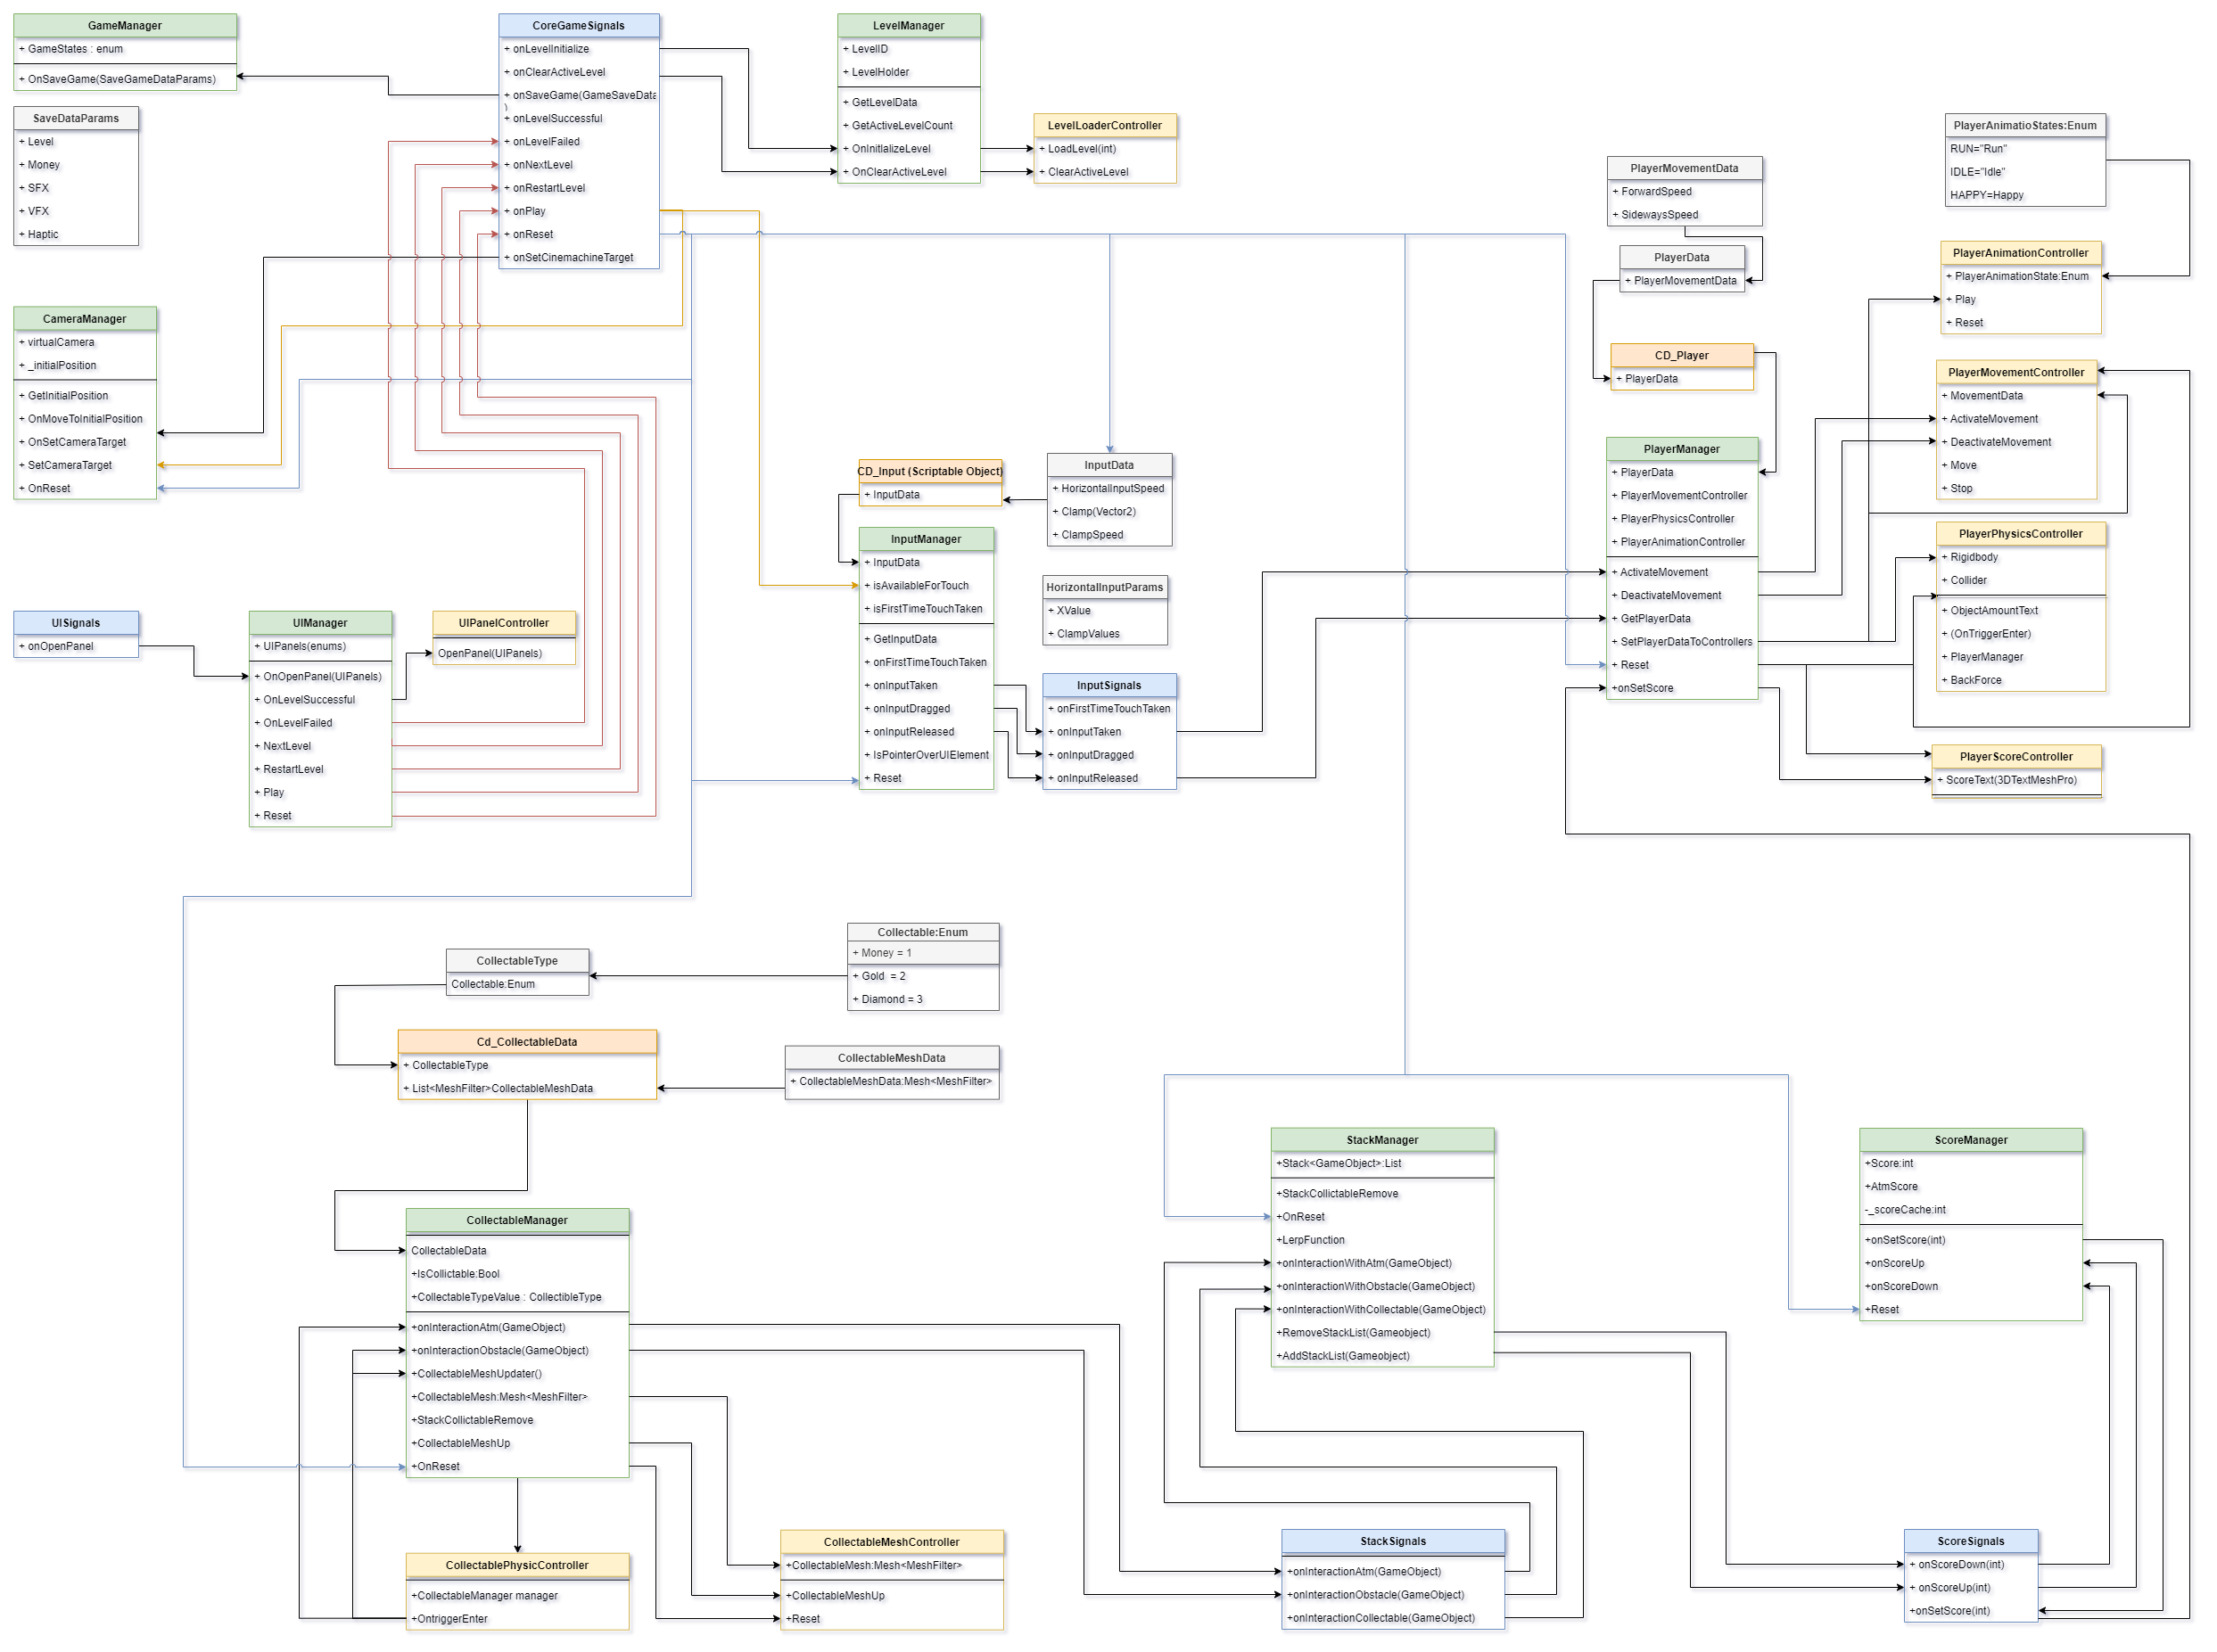 GameManager
+ GameStates : enum
+ OnSaveGame(SaveGameDataParams)
SaveDataParams
+ Level
+ Money
+ SFX
+ VFX
+ Haptic
CoreGameSignals
+ onLevelInitialize
+ onClearActiveLevel
+ onSaveGame(GameSaveData
)
+ onLevelSuccessful
+ onLevelFailed
+ onNextLevel
+ onRestartLevel
+ onPlay
+ onReset
+ onSetCinemachineTarget
LevelManager
+ LevelID
+ LevelHolder
+ GetLevelData
+ GetActiveLevelCount
+ OnInitializeLevel
+ OnClearActiveLevel
LevelLoaderController
+ LoadLevel(int)
+ ClearActiveLevel
PlayerMovementData
+ ForwardSpeed
+ SidewaysSpeed
PlayerData
+ PlayerMovementData
CD_Player
+ PlayerData
PlayerAnimatioStates:Enum
RUN="Run"
IDLE="Idle"
HAPPY=Happy
PlayerAnimationController
+ PlayerAnimationState:Enum
+ Play
+ Reset
PlayerMovementController
+ MovementData
+ ActivateMovement
+ DeactivateMovement
+ Move
+ Stop
CameraManager
+ virtualCamera
+ _initialPosition
+ GetInitialPosition
+ OnMoveToInitialPosition
+ OnSetCameraTarget
+ SetCameraTarget
+ OnReset
CD_Input (Scriptable Object)
+ InputData
InputData
+ HorizontalInputSpeed
+ Clamp(Vector2)
+ ClampSpeed
InputManager
+ InputData
+ isAvailableForTouch
+ isFirstTimeTouchTaken
+ GetInputData
+ onFirstTimeTouchTaken
+ onInputTaken
+ onInputDragged
+ onInputReleased
+ IsPointerOverUIElement
+ Reset
HorizontalInputParams
+ XValue
+ ClampValues
InputSignals
+ onFirstTimeTouchTaken
+ onInputTaken
+ onInputDragged
+ onInputReleased
PlayerManager
+ PlayerData
+ PlayerMovementController
+ PlayerPhysicsController
+ PlayerAnimationController
+ ActivateMovement
+ DeactivateMovement
+ GetPlayerData
+ SetPlayerDataToControllers
+ Reset
+onSetScore
PlayerPhysicsController
+ Rigidbody
+ Collider
+ ObjectAmountText
+ (OnTriggerEnter)
+ PlayerManager
+ BackForce
PlayerScoreController
+ ScoreText(3DTextMeshPro)
UISignals
+ onOpenPanel
UIManager
+ UIPanels(enums)
+ OnOpenPanel(UIPanels)
+ OnLevelSuccessful
+ OnLevelFailed
+ NextLevel
+ RestartLevel
+ Play
+ Reset
UIPanelController
OpenPanel(UIPanels)
CollectableType
Collectable:Enum
Collectable:Enum
+ Money = 1
+ Gold = 2
+ Diamond = 3
Cd_CollectableData
+ CollectableType
+ List<MeshFilter>CollectableMeshData
CollectableMeshData
+ CollectableMeshData:Mesh<MeshFilter>
CollectableManager
CollectableData
+IsCollictable:Bool
+CollectableTypeValue : CollectibleType
+onInteractionAtm(GameObject)
+onInteractionObstacle(GameObject)
+CollectableMeshUpdater()
+CollectableMesh:Mesh<MeshFilter>
+StackCollictableRemove
+CollectableMeshUp
+OnReset
CollectablePhysicController
+CollectableManager manager
+OntriggerEnter
CollectableMeshController
+CollectableMesh:Mesh<MeshFilter>
+CollectableMeshUp
+Reset
StackManager
+Stack<GameObject>:List
+StackCollictableRemove
+OnReset
+LerpFunction
+onInteractionWithAtm(GameObject)
+onInteractionWithObstacle(GameObject)
+onInteractionWithCollectable(GameObject)
+RemoveStackList(Gameobject)
+AddStackList(Gameobject)
StackSignals
+onInteractionAtm(GameObject)
+onInteractionObstacle(GameObject)
+onInteractionCollectable(GameObject)
ScoreManager
+Score:int
+AtmScore
-_scoreCache:int
+onSetScore(int)
+onScoreUp
+onScoreDown
+Reset
ScoreSignals
+ onScoreDown(int)
+ onScoreUp(int)
+onSetScore(int)